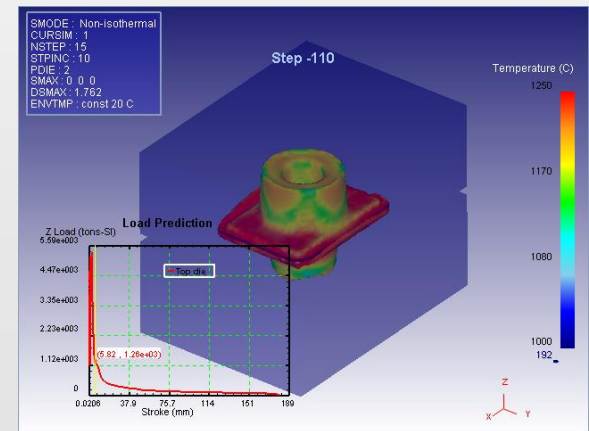 SMODE : Non-isothermal
CURSIM : 1
NSTEP : 15
STPINC : 10
PDIE : 2
SMAX : 0 0 0
DSMAX : 1.762
ENVTMP : const 20 C
Step -110
Temperature (C)
1250
1170
1080
1000
192
Load Prediction
Z Load (tons-SI)
5.59e+003
4.47e+003
3.35e+003
2.23e+003
1.12e+003
0
Top die
(5.82 , 1.26e+03)
0.0206 37.9 75.7 114 151 189
Stroke (mm)
Z
X Y